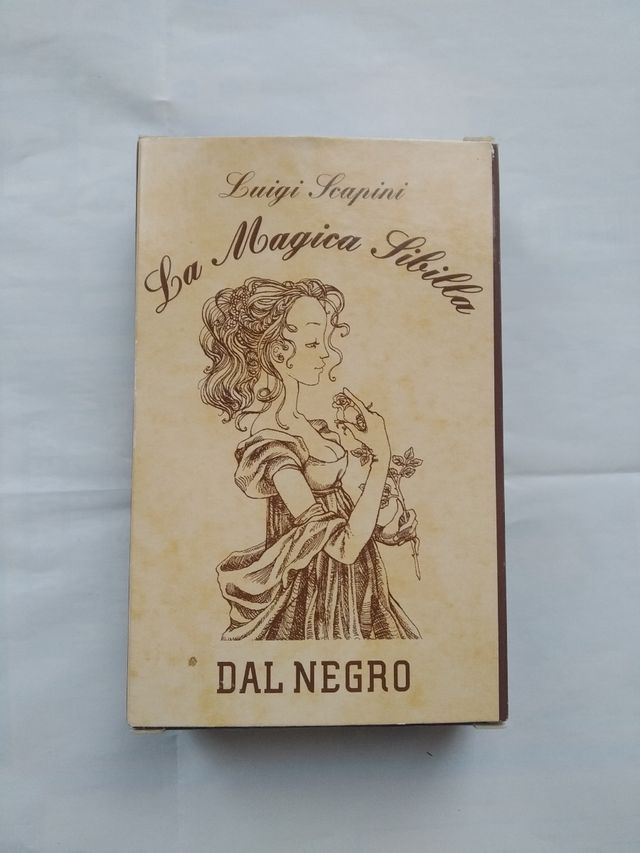 Luigi Scapini
La Magica Sibilla
DAL NEGRO